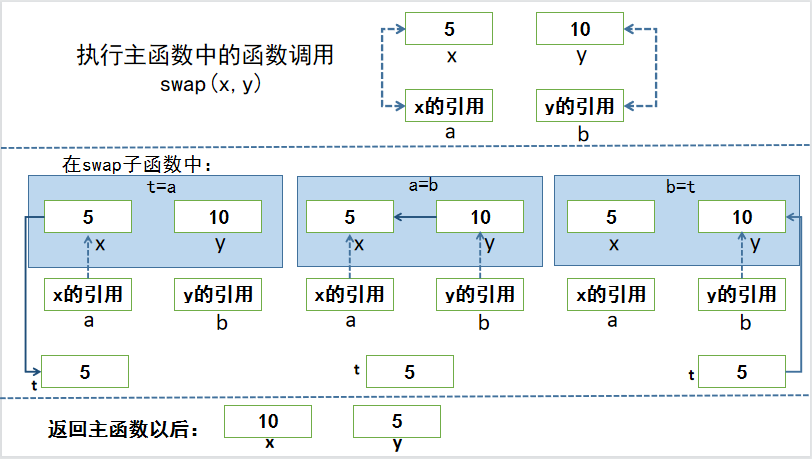 执行主函数中的函数调用
swap(x,y)
5 10
x y
x的引用 y的引用
a b
在swap子函数中：
t=a a=b b=t
5 10 5 10 5 10
x y x y x y
x的引用 y的引用 x的引用 y的引用 x的引用 y的引用
a b a b a b
t 5 t 5 t 5
返回主函数以后： 10 5
x y